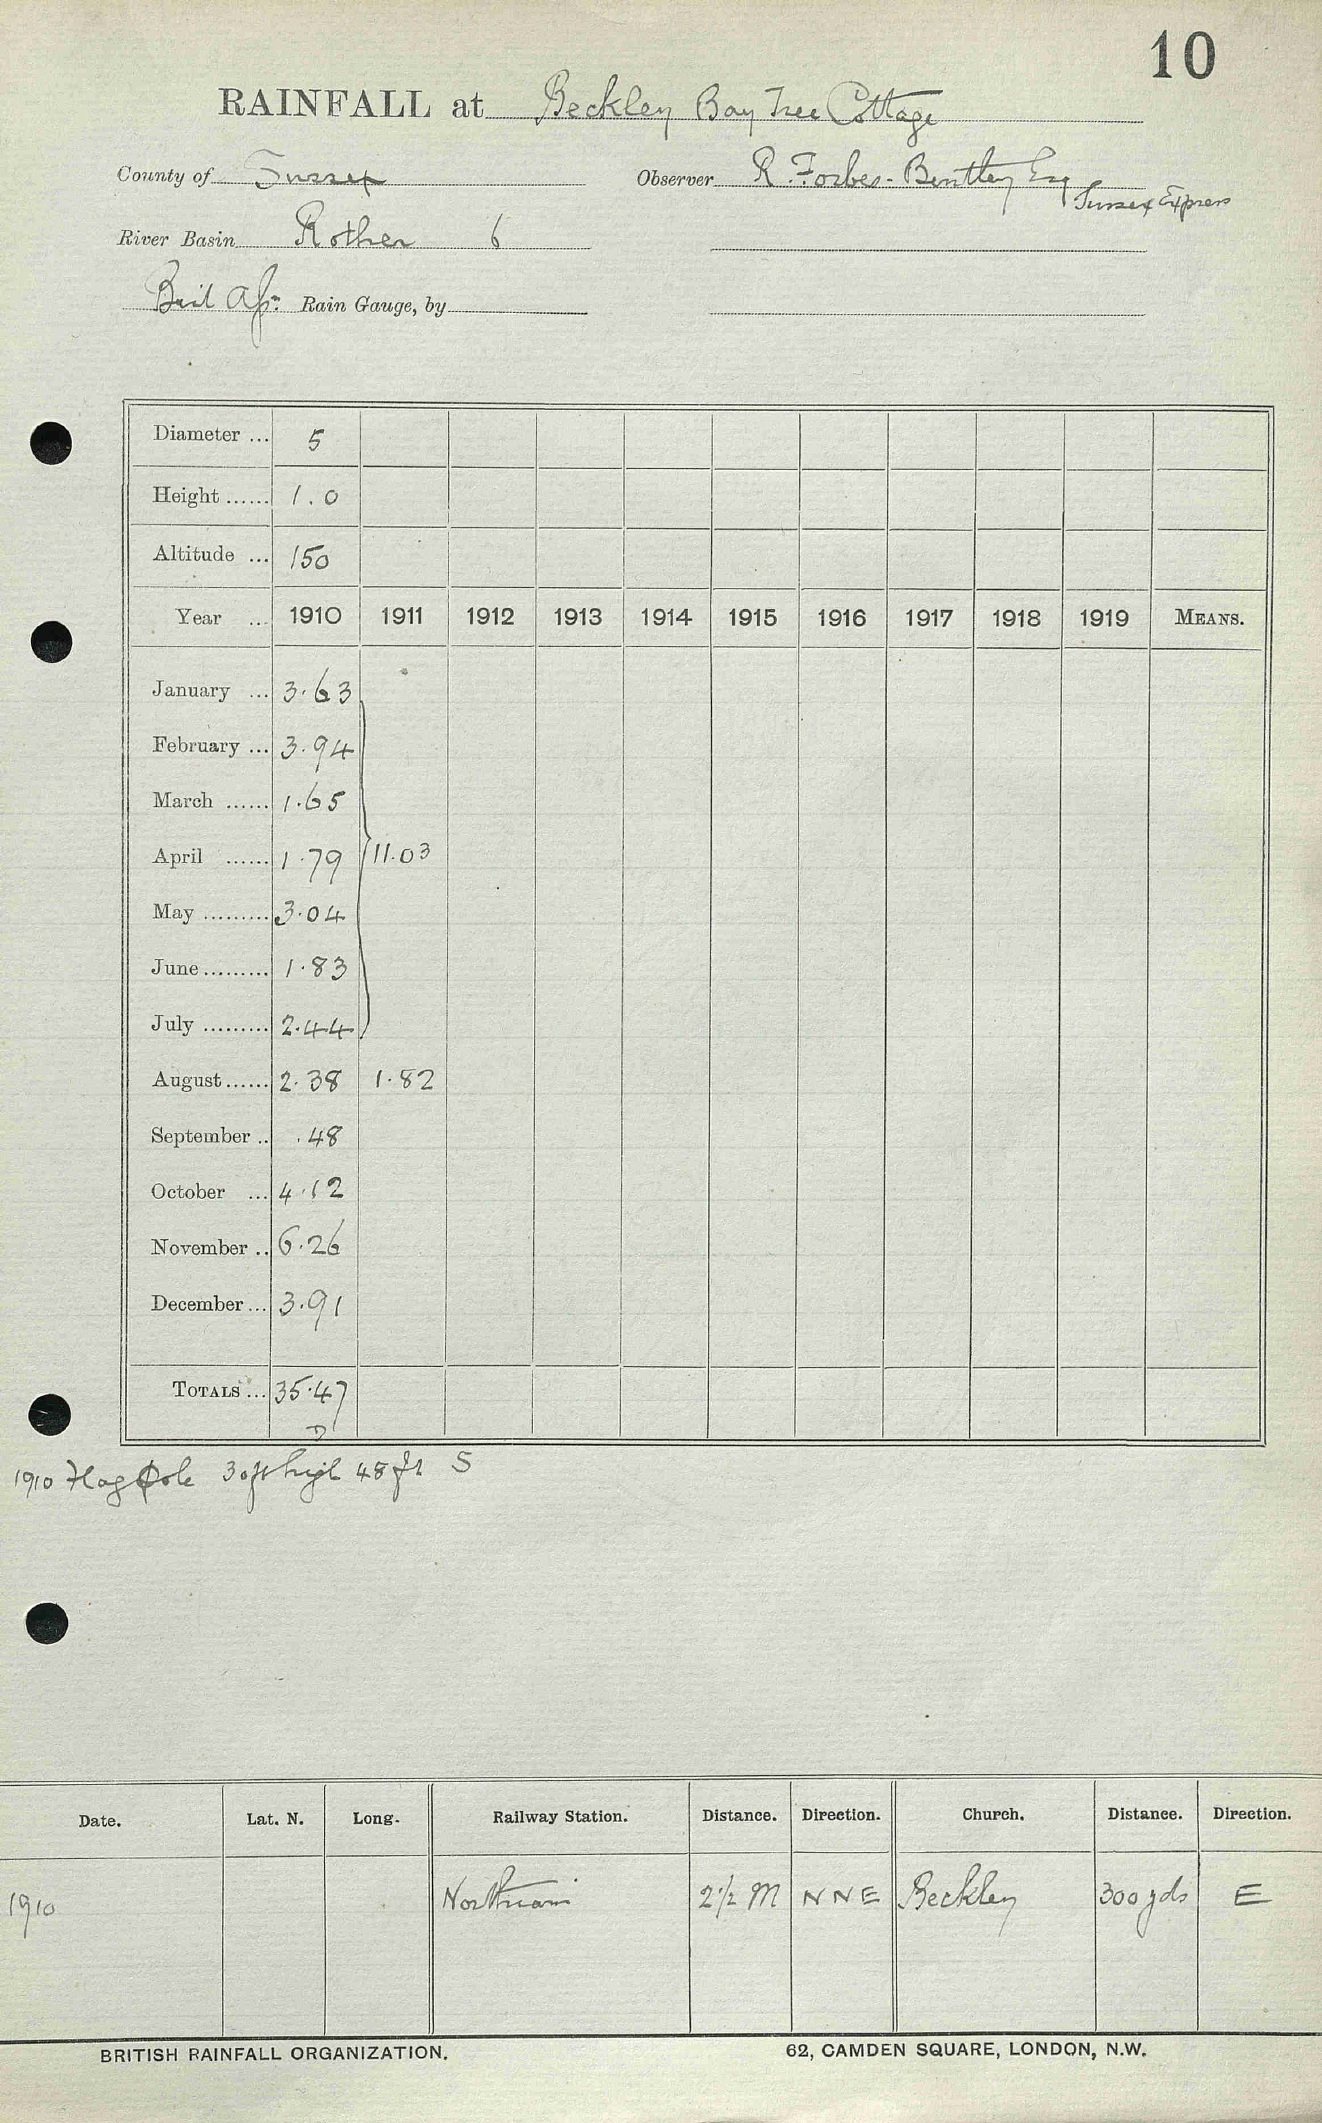 10
RAINFALL at Beckley Bay Tree Cottage
County of Sussex Observer R. Forbes-Bentley Esq
Sussex Express
River Basin Rother 6
Rain Gauge, by
Diameter ... 5
Height ...... 1.0
Altitude ... 150
Year ... 1910 1911 1912 1913 1914 1915 1916 1917 1918 1919 MEANS.
January ... 3.63
February ... 3.94
March ...... 1.65
April ...... 1.79 11.03
May ......... 3.04
June ......... 1.83
July ......... 2.44
August ...... 2.38 1.82
September .. .48
October ... 4.12
November .. 6.26
December ... 3.91
TOTALS ... 35.47
D
1910 Flag Pole 30ft high 48 ft S
Date. Lat. N. Long. Railway Station. Distance. Direction. Church. Distance. Direction.
1910 Northiam 2½ M NNE Beckley 300 yds E
BRITISH RAINFALL ORGANIZATION. 62, CAMDEN SQUARE, LONDON, N.W.